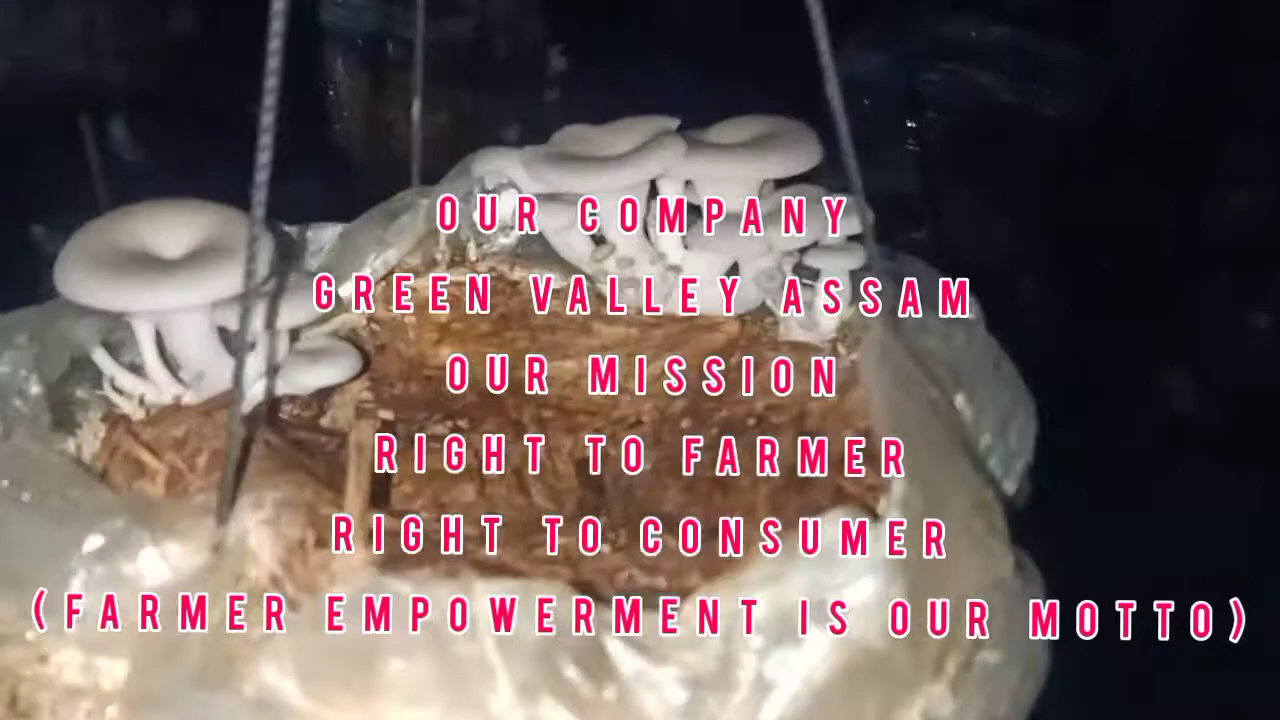 OUR COMPANY
GREEN VALLEY ASSAM
OUR MISSION
RIGHT TO FARMER
RIGHT TO CONSUMER
(FARMER EMPOWERMENT IS OUR MOTTO)